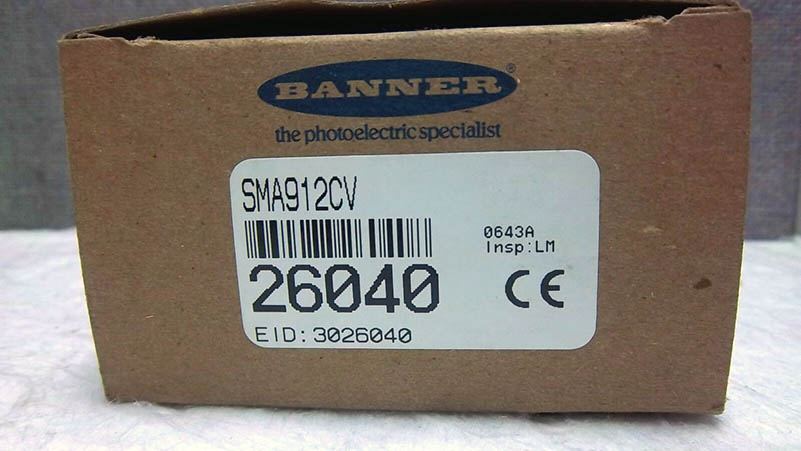 BANNER®
the photoelectric specialist
SMA912CV
0643A
Insp:LM
26040
CE
EID: 3026040